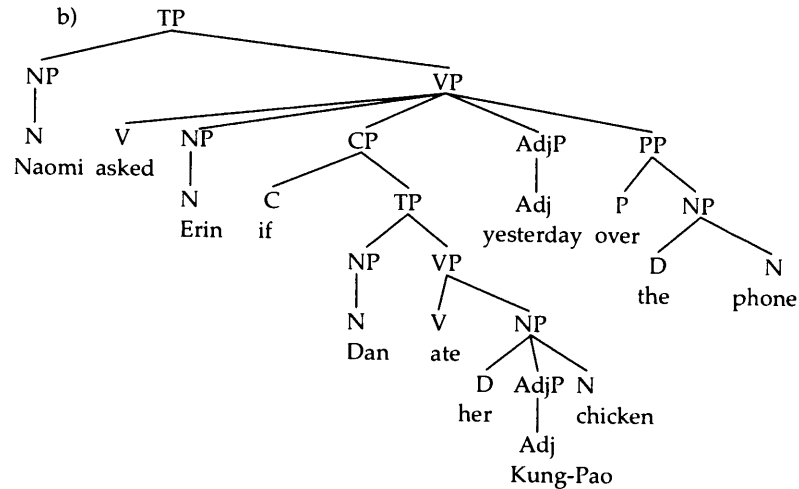 b) TP
NP VP
N V NP CP AdjP PP
Naomi asked
N C TP Adj P NP
Erin if yesterday over
NP VP D N
the phone
N V NP
Dan ate
D AdjP N
her chicken
Adj
Kung-Pao